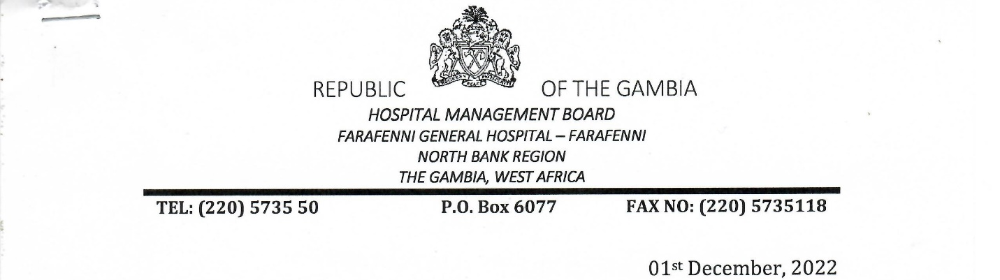 REPUBLIC OF THE GAMBIA
HOSPITAL MANAGEMENT BOARD
FARAFENNI GENERAL HOSPITAL – FARAFENNI
NORTH BANK REGION
THE GAMBIA, WEST AFRICA
TEL: (220) 5735 50 P.O. Box 6077 FAX NO: (220) 5735118
01st December, 2022